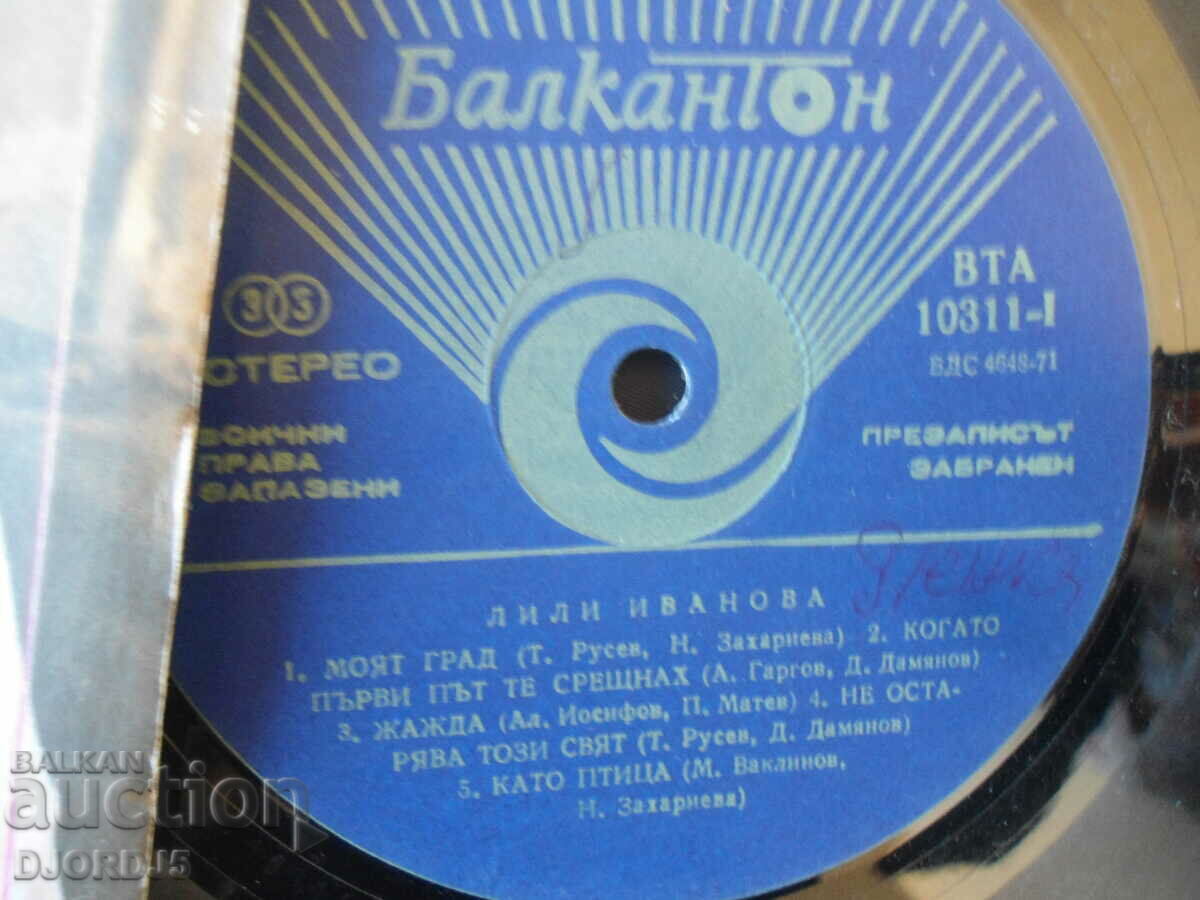 Балкантон
ВТА
10311-I
БДС 4648-71
СТЕРЕО
ВСИЧКИ
ПРАВА
ЗАПАЗЕНИ
ПРЕЗАПИСЪТ
ЗАБРАНЕН
ЛИЛИ ИВАНОВА
1. МОЯТ ГРАД (Т. Русев, Н. Захариева) 2. КОГАТО
ПЪРВИ ПЪТ ТЕ СРЕЩНАХ (А. Гаргов, Д. Дамянов)
3. ЖАЖДА (Ал. Иосифов, П. Матев) 4. НЕ ОСТА-
РЯВА ТОЗИ СВЯТ (Т. Русев, Д. Дамянов)
5. КАТО ПТИЦА (М. Ваклинов,
Н. Захариева)
BALKAN
auction
DJORDJ5